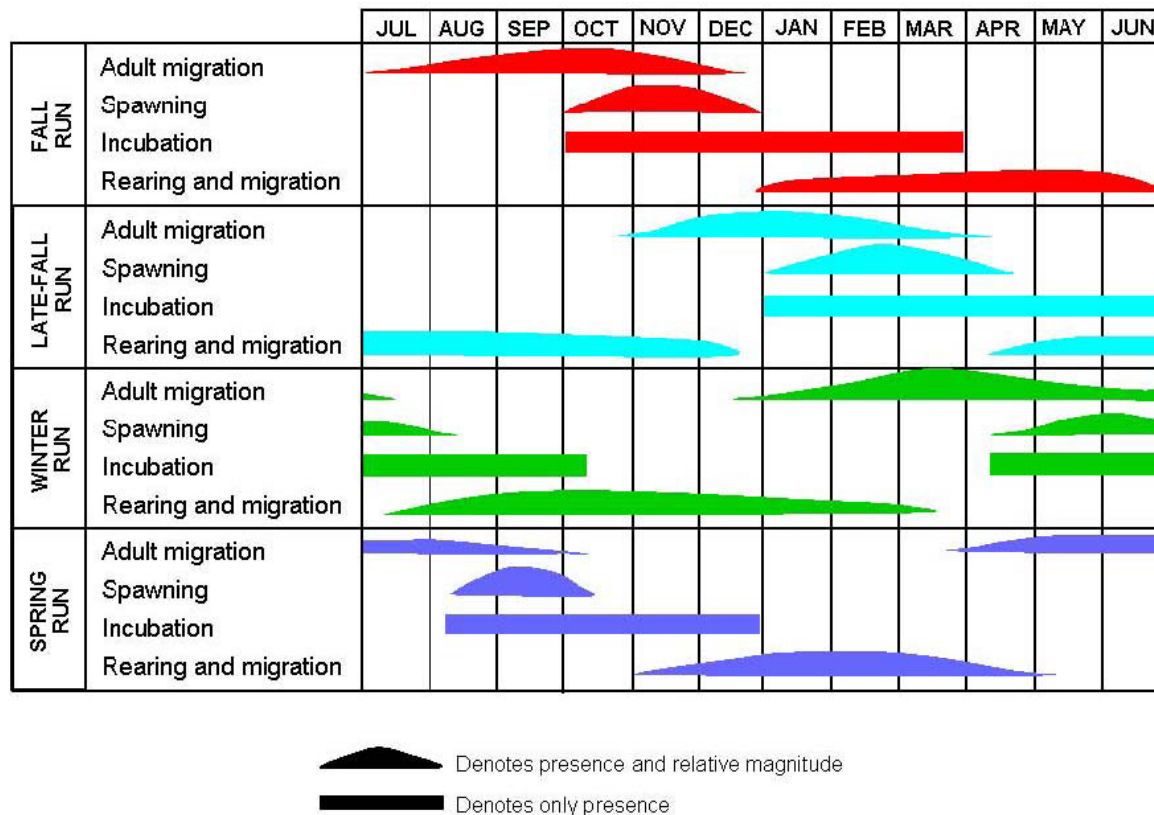 JUL AUG SEP OCT NOV DEC JAN FEB MAR APR MAY JUN
FALL
RUN
Adult migration
Spawning
Incubation
Rearing and migration
LATE-FALL
RUN
Adult migration
Spawning
Incubation
Rearing and migration
WINTER
RUN
Adult migration
Spawning
Incubation
Rearing and migration
SPRING
RUN
Adult migration
Spawning
Incubation
Rearing and migration
Denotes presence and relative magnitude
Denotes only presence